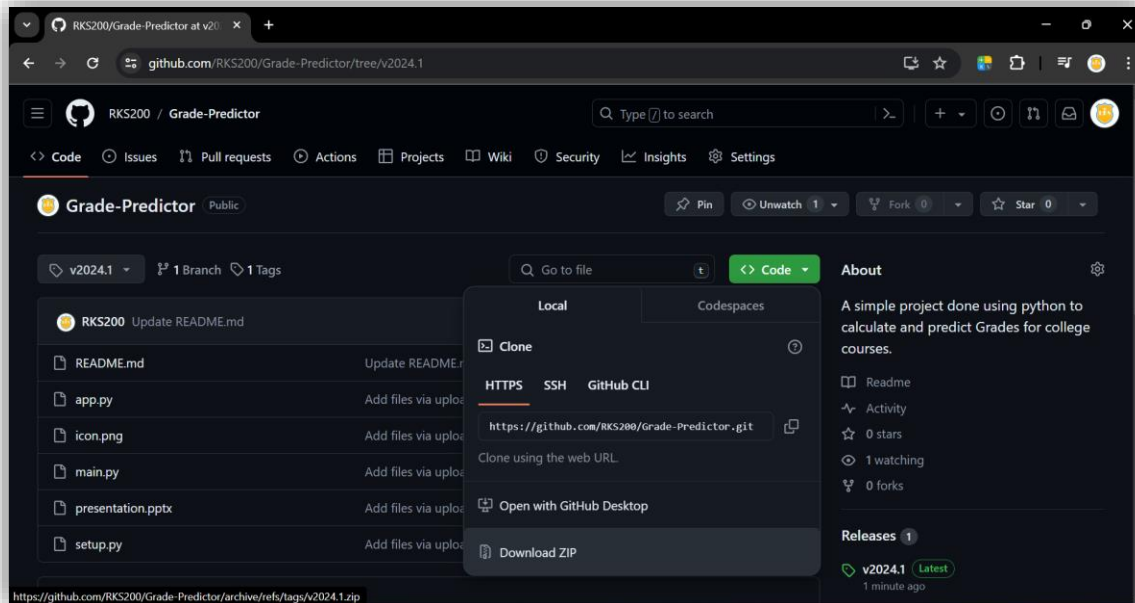 RKS200/Grade-Predictor at v20
github.com/RKS200/Grade-Predictor/tree/v2024.1
RKS200 / Grade-Predictor
Type / to search
Code Issues Pull requests Actions Projects Wiki Security Insights Settings
Grade-Predictor Public
Pin Unwatch 1 Fork 0 Star 0
v2024.1 1 Branch 1 Tags
Go to file t
Code
About
Local Codespaces
A simple project done using python to
calculate and predict Grades for college
courses.
RKS200 Update README.md
Clone
README.md Update README.r
HTTPS SSH GitHub CLI
Readme
app.py Add files via uploa
https://github.com/RKS200/Grade-Predictor.git
Activity
icon.png Add files via uploa
0 stars
Clone using the web URL.
1 watching
main.py Add files via uploa
0 forks
presentation.pptx Add files via uploa
Open with GitHub Desktop
Releases 1
setup.py Add files via uploa
Download ZIP
v2024.1 Latest
1 minute ago
https://github.com/RKS200/Grade-Predictor/archive/refs/tags/v2024.1.zip